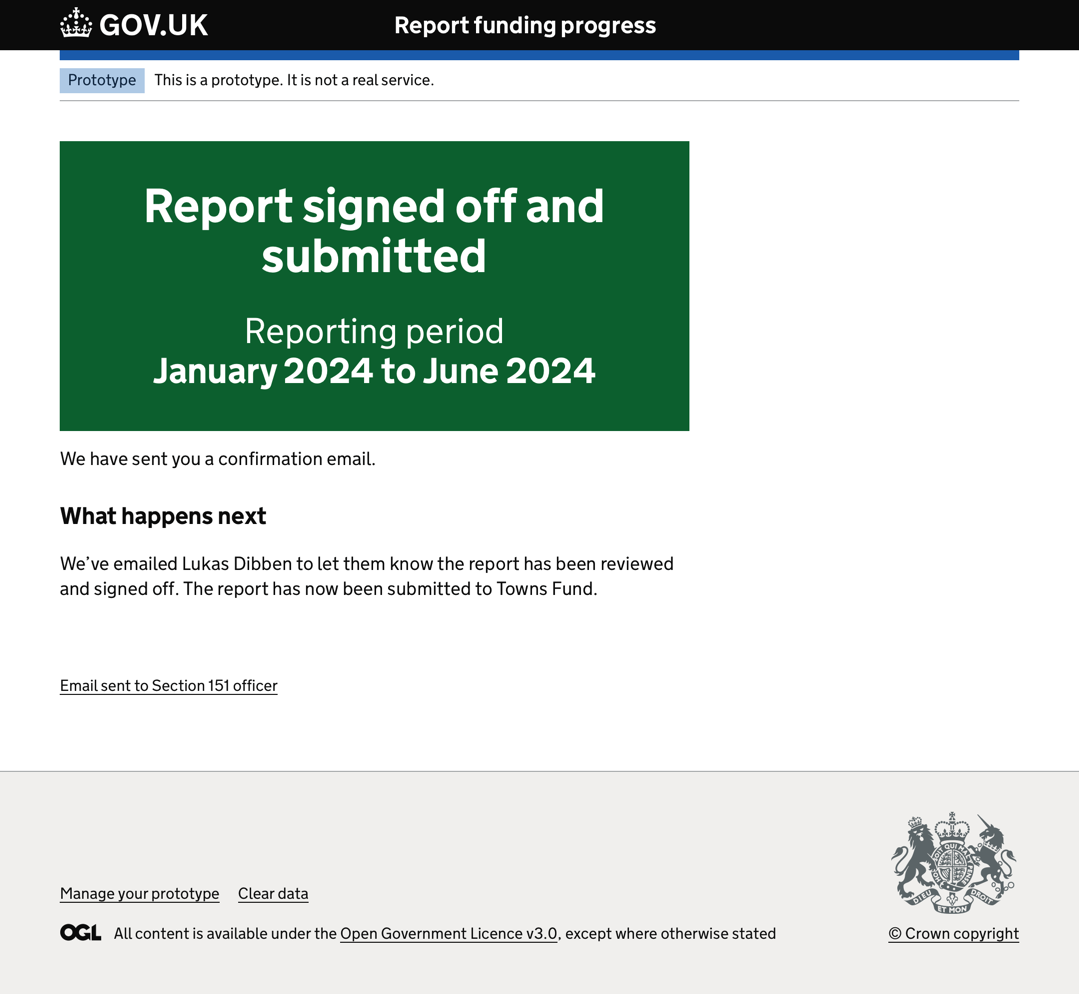 GOV.UK
Report funding progress
Prototype This is a prototype. It is not a real service.
Report signed off and
submitted
Reporting period
January 2024 to June 2024
We have sent you a confirmation email.
What happens next
We’ve emailed Lukas Dibben to let them know the report has been reviewed
and signed off. The report has now been submitted to Towns Fund.
Email sent to Section 151 officer
Manage your prototype Clear data
DIEU ET MON DROIT
OGL All content is available under the Open Government Licence v3.0, except where otherwise stated
© Crown copyright